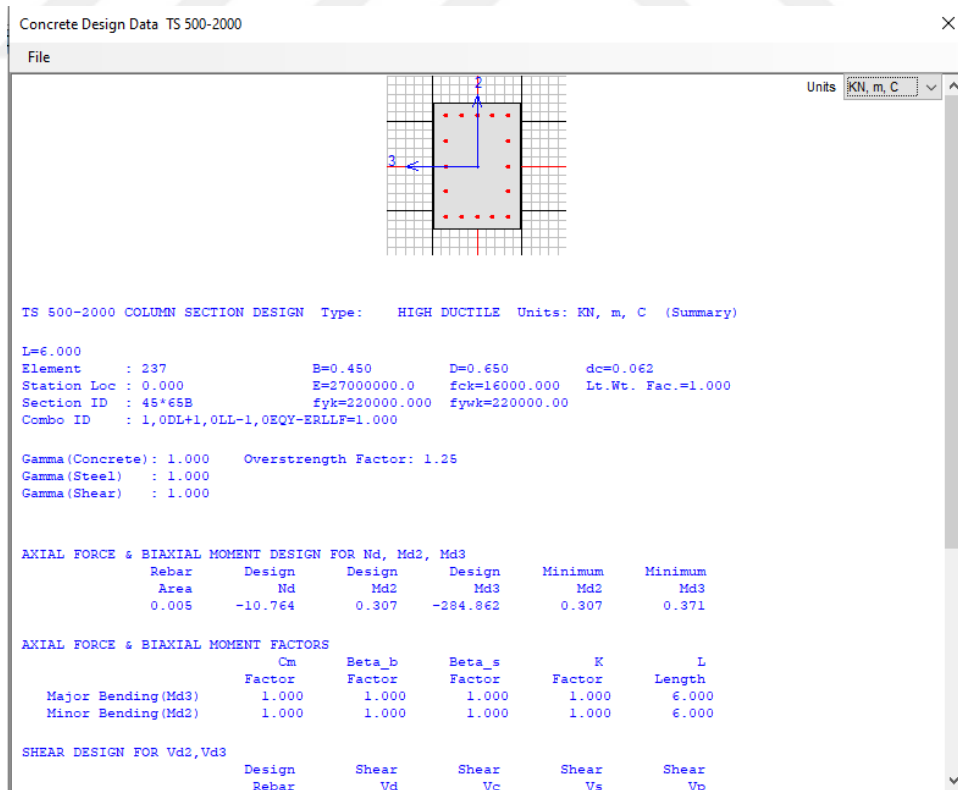 Concrete Design Data TS 500-2000
File
Units KN, m, C
2
3
TS 500-2000 COLUMN SECTION DESIGN Type: HIGH DUCTILE Units: KN, m, C (Summary)
L=6.000
Element : 237 B=0.450 D=0.650 dc=0.062
Station Loc : 0.000 E=27000000.0 fck=16000.000 Lt.Wt. Fac.=1.000
Section ID : 45*65B fyk=220000.000 fywk=220000.00
Combo ID : 1,0DL+1,0LL-1,0EQY-ERLLF=1.000
Gamma(Concrete): 1.000 Overstrength Factor: 1.25
Gamma(Steel) : 1.000
Gamma(Shear) : 1.000
AXIAL FORCE & BIAXIAL MOMENT DESIGN FOR Nd, Md2, Md3
Rebar Design Design Design Minimum Minimum
Area Nd Md2 Md3 Md2 Md3
0.005 -10.764 0.307 -284.862 0.307 0.371
AXIAL FORCE & BIAXIAL MOMENT FACTORS
Cm Beta_b Beta_s K L
Factor Factor Factor Factor Length
Major Bending(Md3) 1.000 1.000 1.000 1.000 6.000
Minor Bending(Md2) 1.000 1.000 1.000 1.000 6.000
SHEAR DESIGN FOR Vd2,Vd3
Design Shear Shear Shear Shear
Rebar Vd Vc Vs Vp